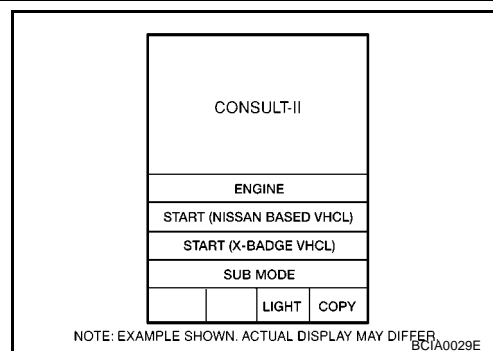 CONSULT-II
ENGINE
START (NISSAN BASED VHCL)
START (X-BADGE VHCL)
SUB MODE
LIGHT COPY
NOTE: EXAMPLE SHOWN. ACTUAL DISPLAY MAY DIFFER
BCIA0029E